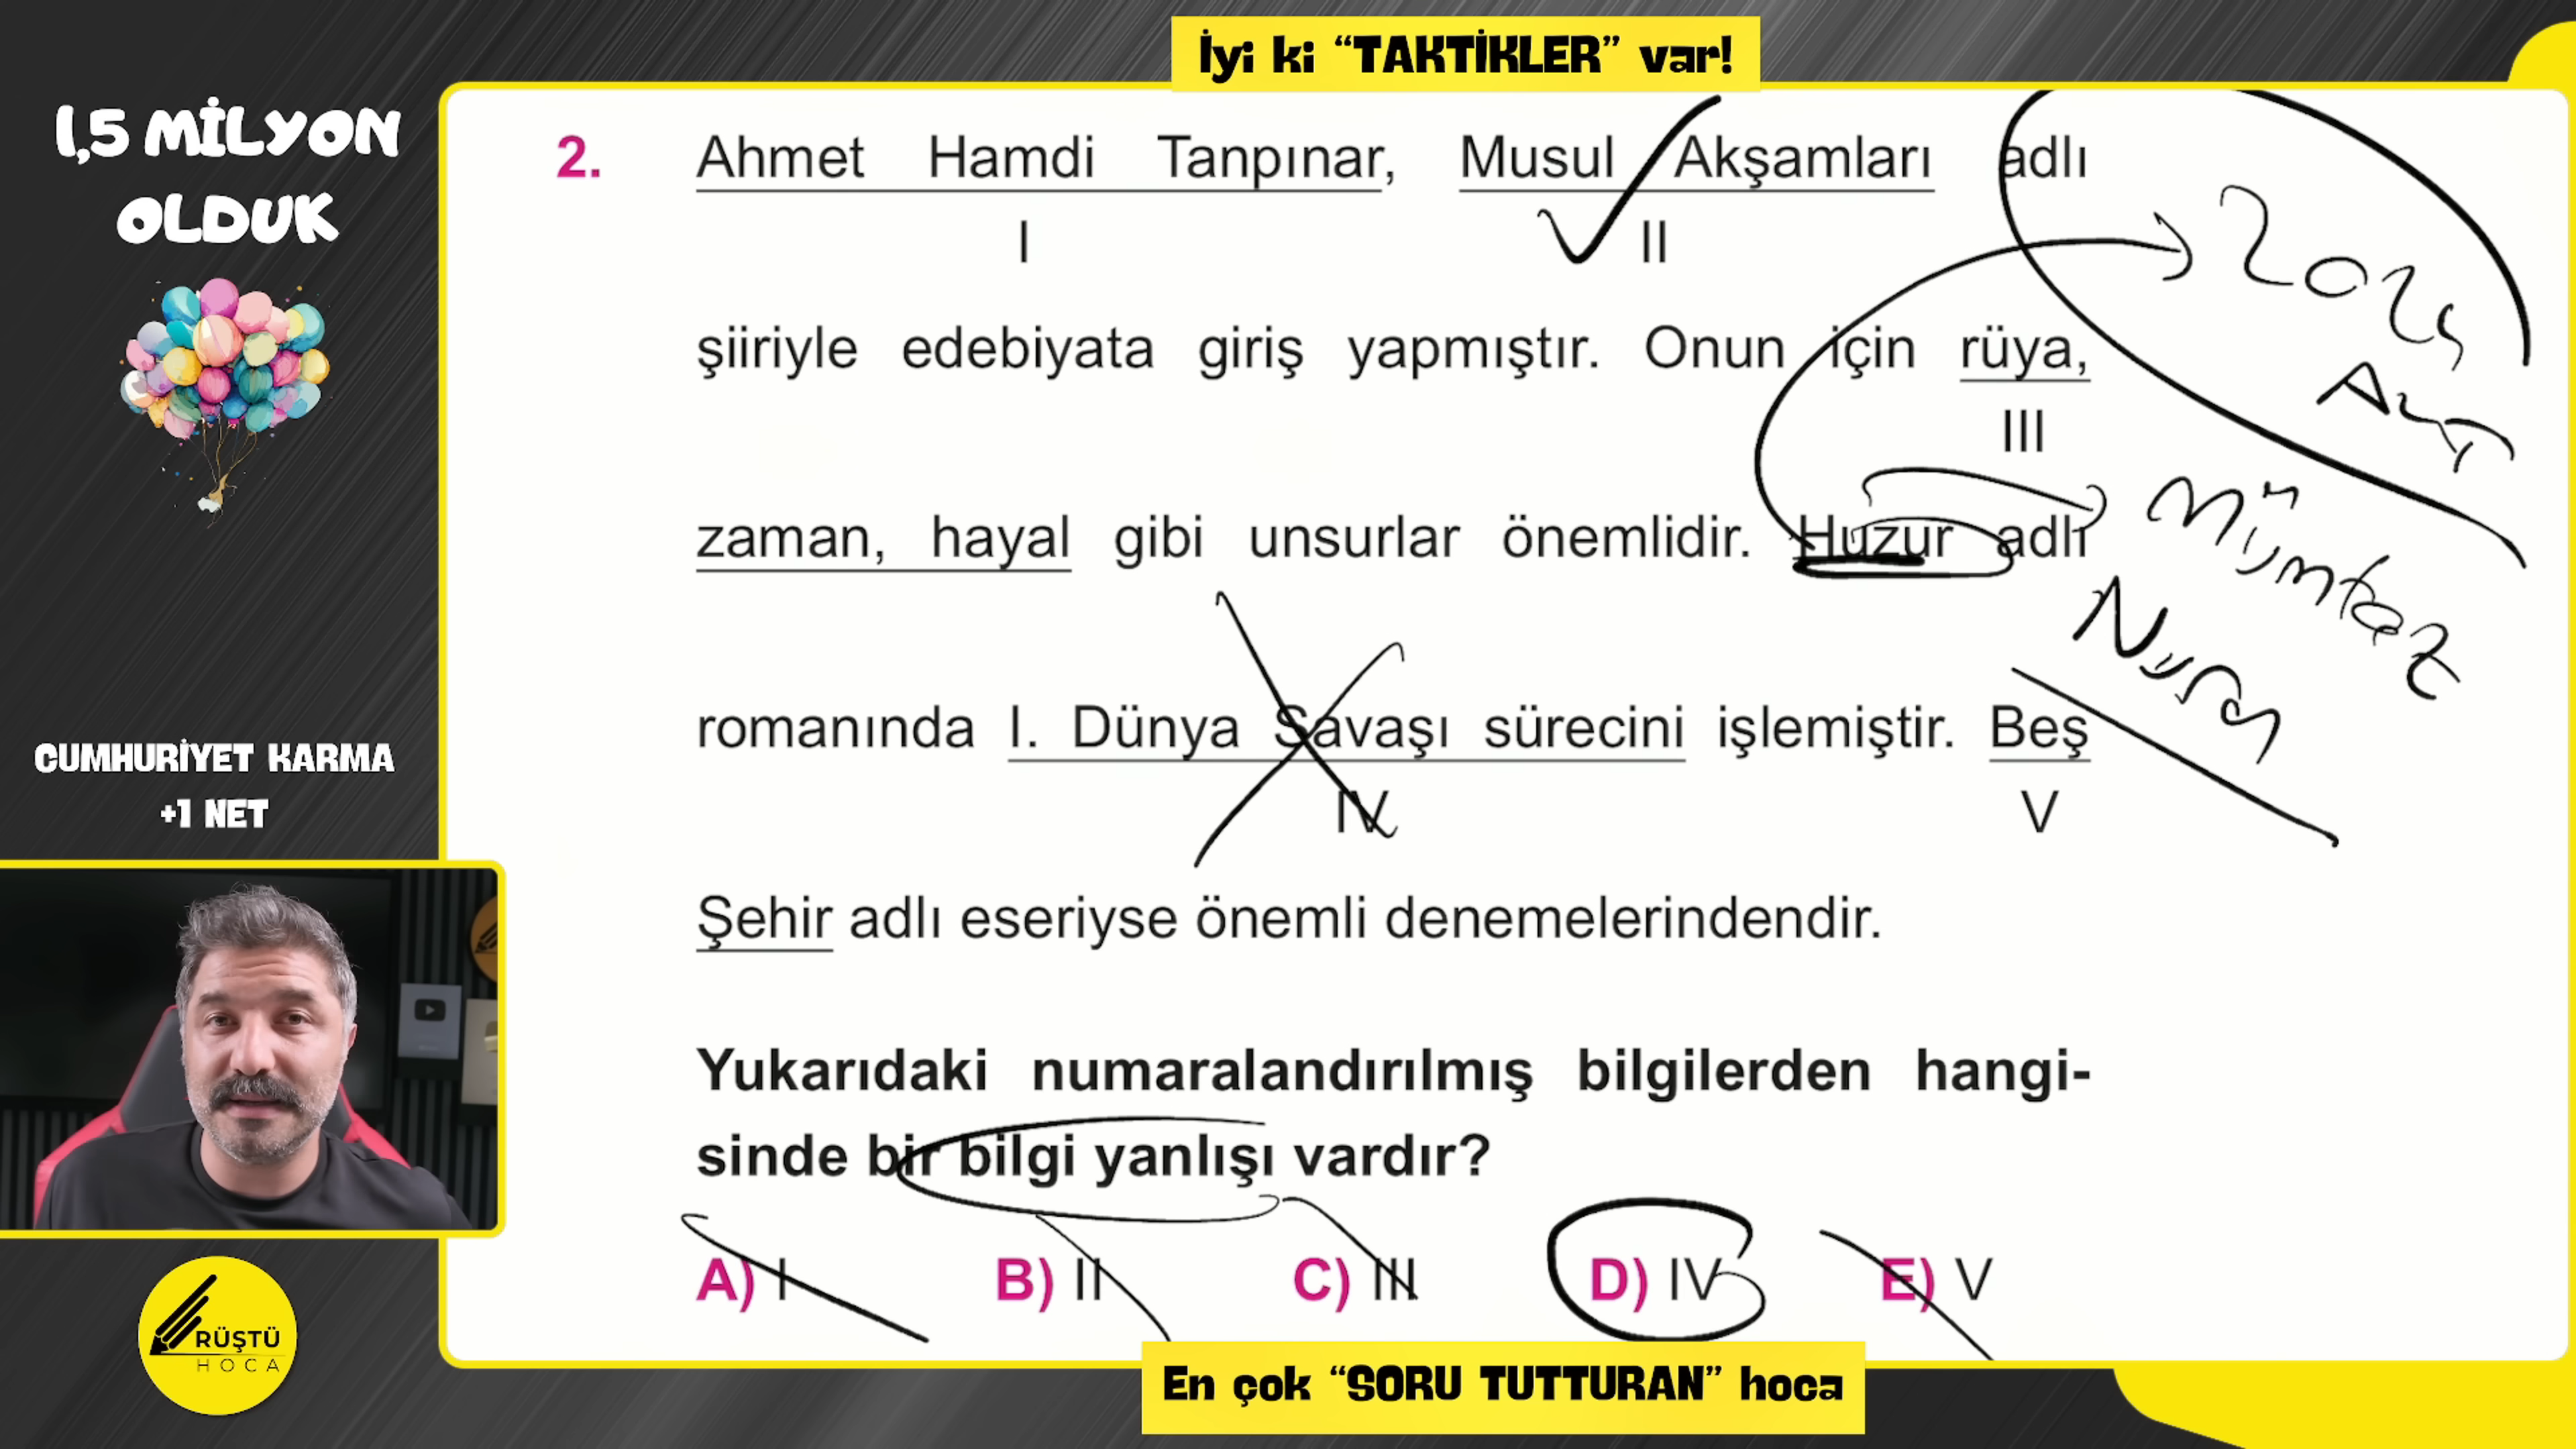 İyi ki “TAKTİKLER” var!
1,5 MİLYON
OLDUK
CUMHURİYET KARMA
+1 NET
RÜŞTÜ
HOCA
2. Ahmet Hamdi Tanpınar, Musul Akşamları adlı
I II
şiiriyle edebiyata giriş yapmıştır. Onun için rüya,
III
zaman, hayal gibi unsurlar önemlidir. Huzur adlı
romanında I. Dünya Savaşı sürecini işlemiştir. Beş
IV V
Şehir adlı eseriyse önemli denemelerindendir.
Yukarıdaki numaralandırılmış bilgilerden hangi-
sinde bir bilgi yanlışı vardır?
A) I B) II C) III D) IV E) V
AYT
Mümtaz
Nuran
En çok “SORU TUTTURAN” hoca